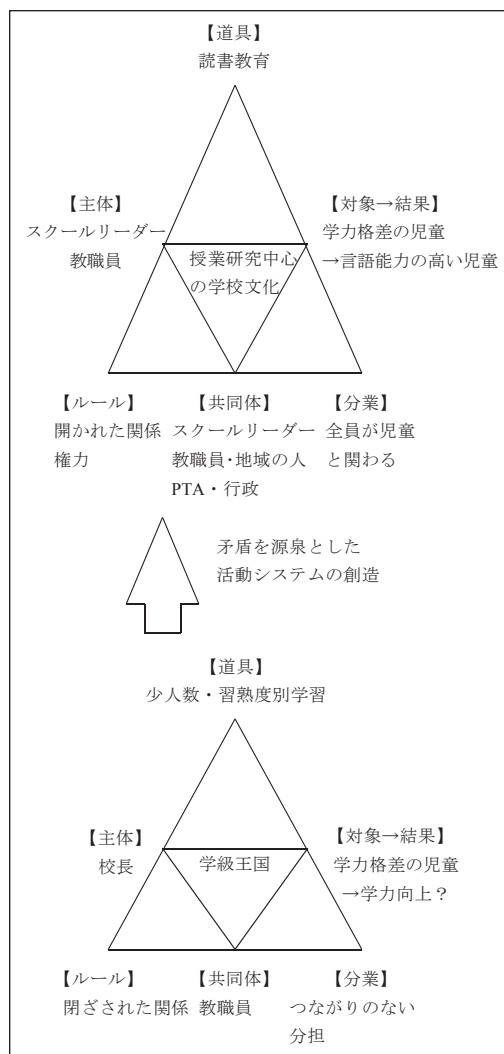 【道具】
読書教育
【主体】
スクールリーダー
教職員
【対象→結果】
学力格差の児童
→言語能力の高い児童
授業研究中心
の学校文化
【ルール】
開かれた関係
権力
【共同体】
スクールリーダー
教職員・地域の人
PTA・行政
【分業】
全員が児童
と関わる
矛盾を源泉とした
活動システムの創造
【道具】
少人数・習熟度別学習
【主体】
校長
学級王国
【対象→結果】
学力格差の児童
→学力向上？
【ルール】
閉ざされた関係
【共同体】
教職員
【分業】
つながりのない
分担